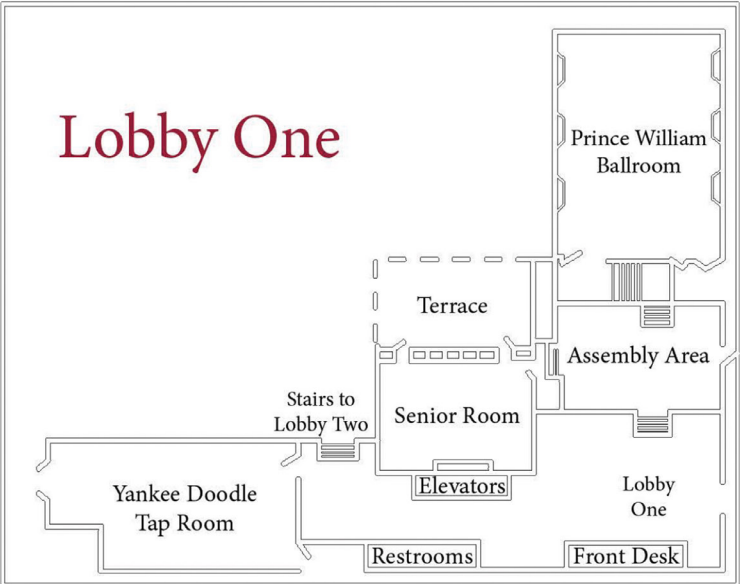 Lobby One
Prince William
Ballroom
Terrace
Assembly Area
Stairs to
Lobby Two
Senior Room
Yankee Doodle
Tap Room
Elevators
Lobby
One
Restrooms
Front Desk